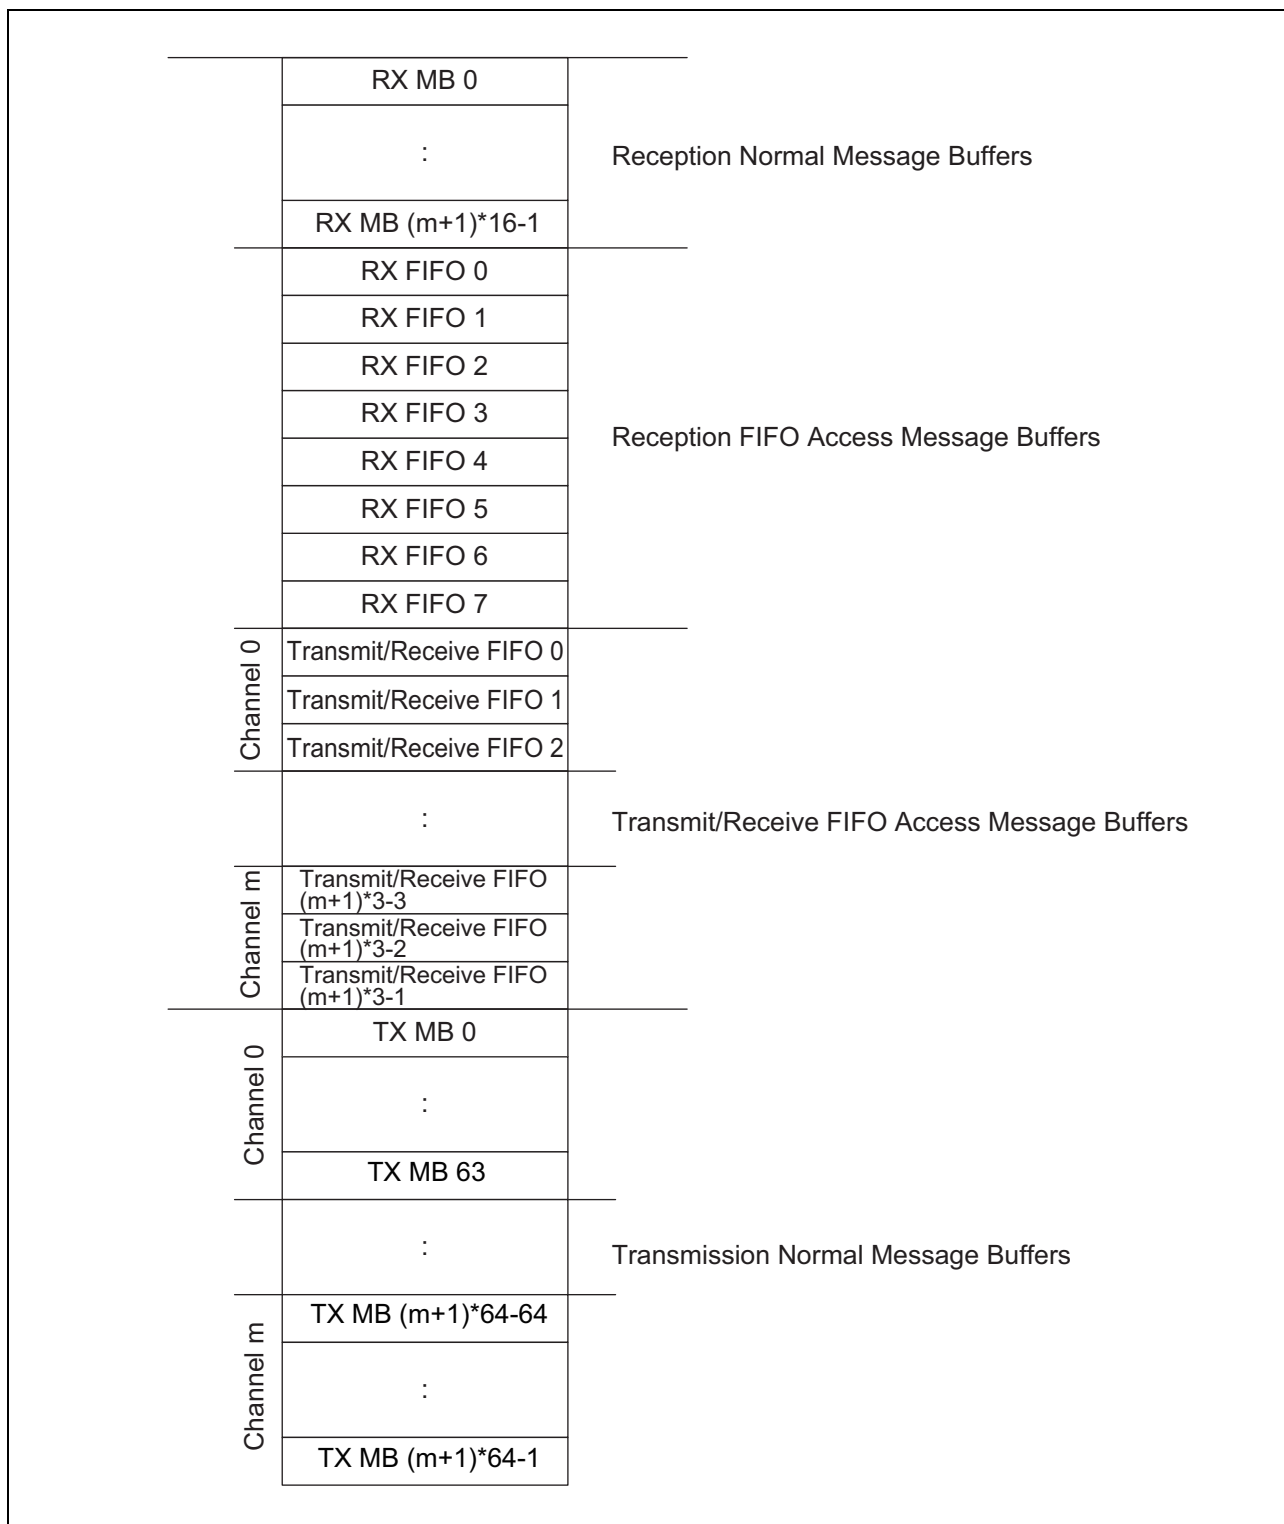 RX MB 0
:
Reception Normal Message Buffers
RX MB (m+1)*16-1
RX FIFO 0
RX FIFO 1
RX FIFO 2
RX FIFO 3
Reception FIFO Access Message Buffers
RX FIFO 4
RX FIFO 5
RX FIFO 6
RX FIFO 7
Channel 0
Transmit/Receive FIFO 0
Transmit/Receive FIFO 1
Transmit/Receive FIFO 2
:
Transmit/Receive FIFO Access Message Buffers
Channel m
Transmit/Receive FIFO
(m+1)*3-3
Transmit/Receive FIFO
(m+1)*3-2
Transmit/Receive FIFO
(m+1)*3-1
Channel 0
TX MB 0
:
TX MB 63
:
Transmission Normal Message Buffers
Channel m
TX MB (m+1)*64-64
:
TX MB (m+1)*64-1